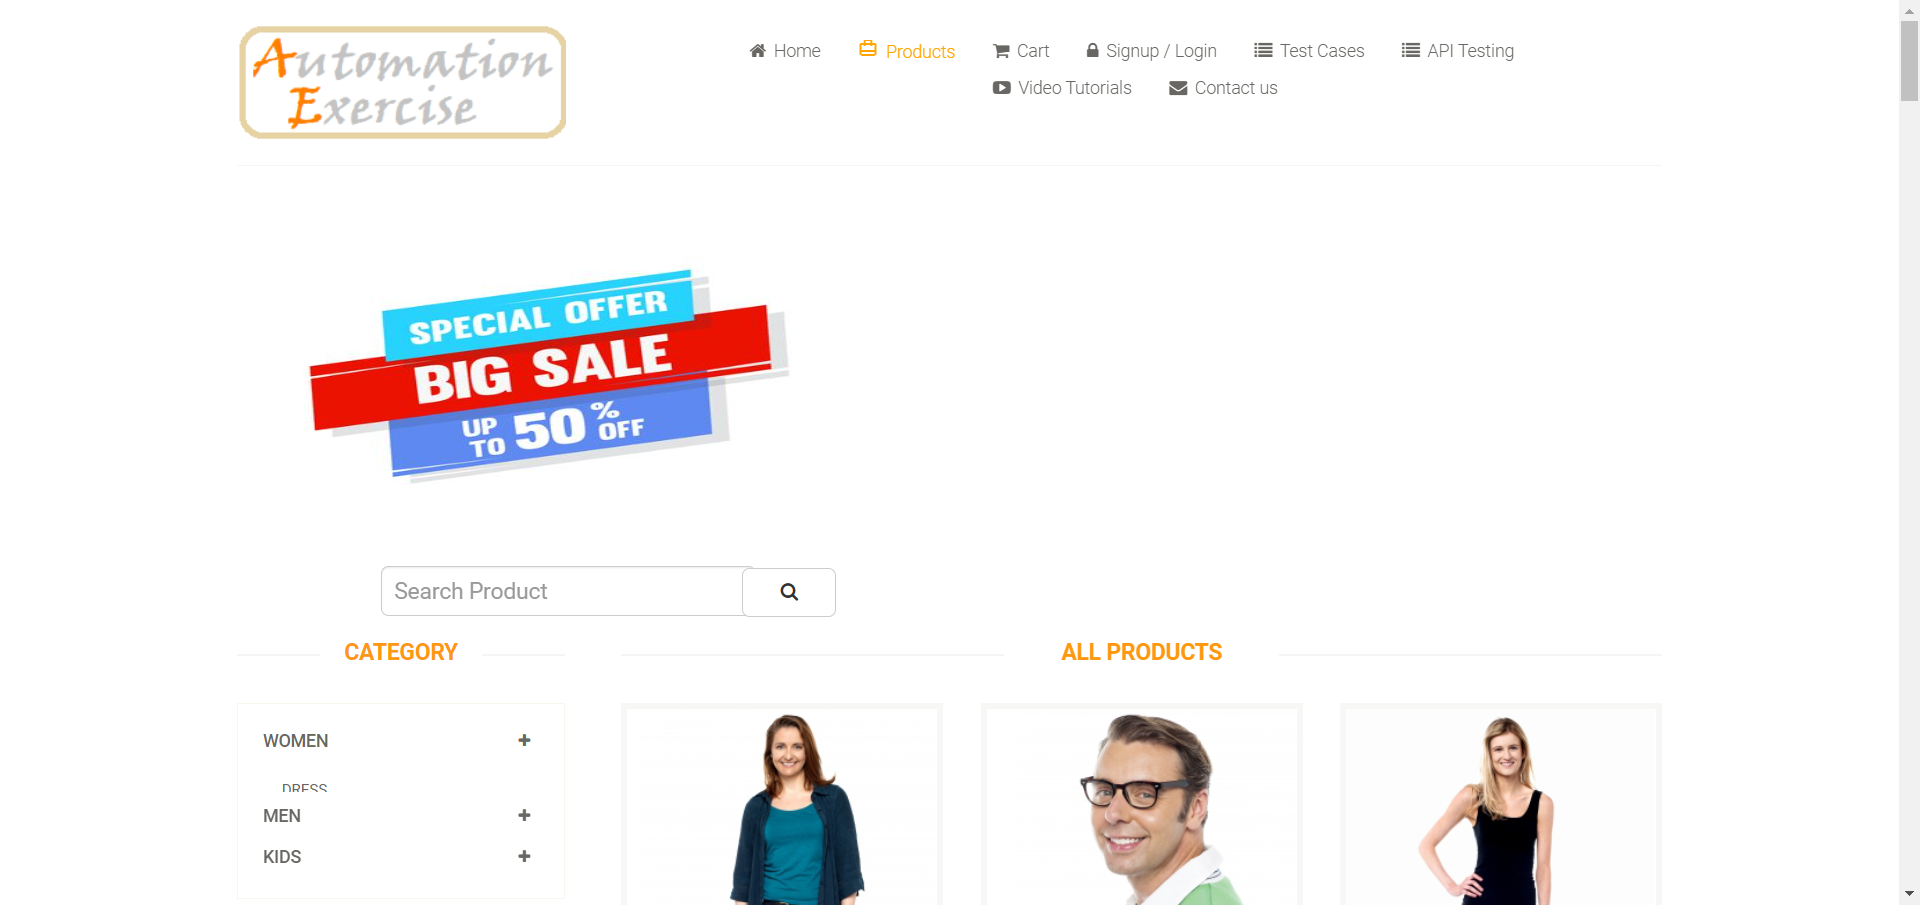 Automation
Exercise
Home
Products
Cart
Signup / Login
Test Cases
API Testing
Video Tutorials
Contact us
SPECIAL OFFER
BIG SALE
UP TO 50% OFF
Search Product
CATEGORY
ALL PRODUCTS
WOMEN
DRESS
MEN
KIDS